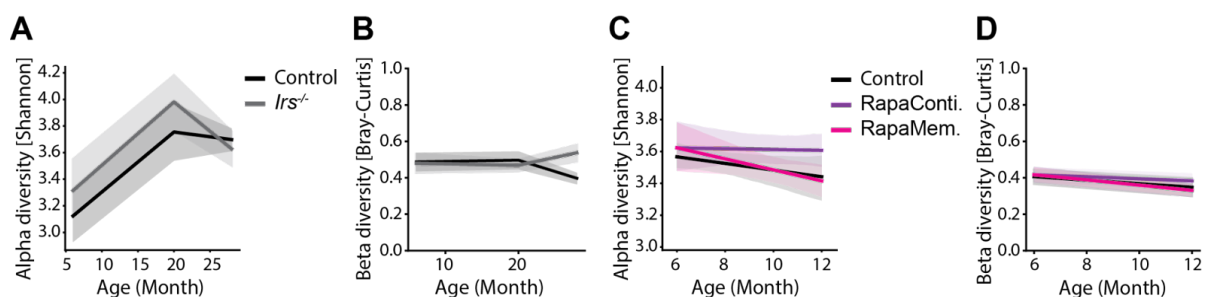 A
Alpha diversity [Shannon]
4.2
4.0
3.8
3.6
3.4
3.2
3.0
5
10
15
20
25
Age (Month)
Control
Irs-/-
B
Beta diversity [Bray-Curtis]
1.0
0.8
0.6
0.4
0.2
0.0
10
20
Age (Month)
C
Alpha diversity [Shannon]
4.0
3.8
3.6
3.4
3.2
3.0
6
8
10
12
Age (Month)
Control
RapaConti.
RapaMem.
D
Beta diversity [Bray-Curtis]
1.0
0.8
0.6
0.4
0.2
0.0
6
8
10
12
Age (Month)